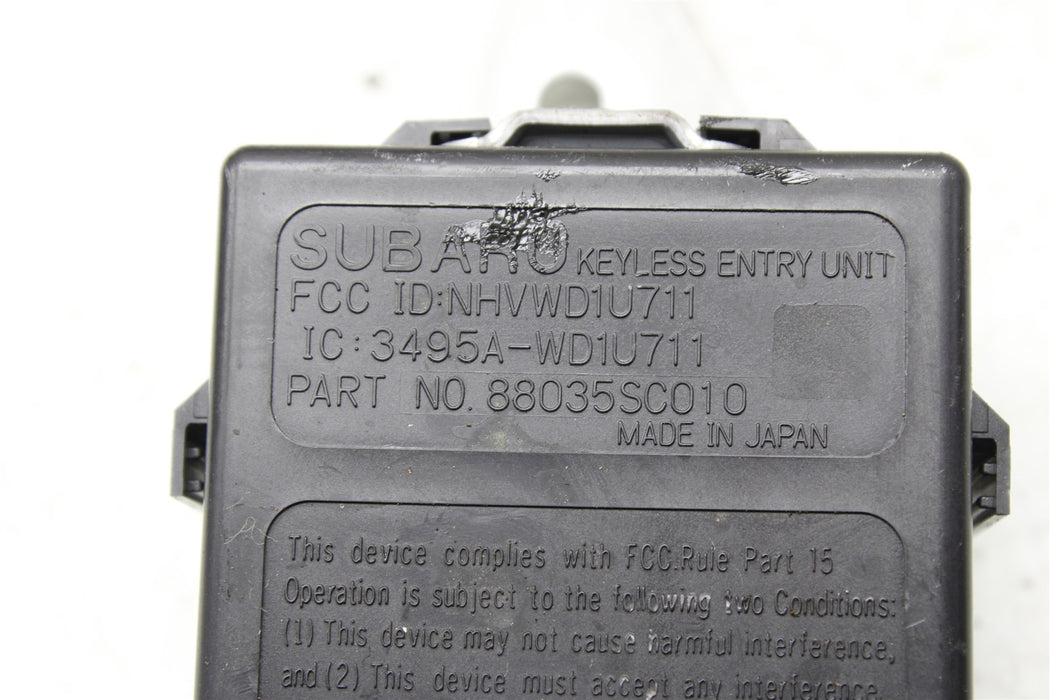 SUBARU KEYLESS ENTRY UNIT
FCC ID:NHVWD1U711
IC:3495A-WD1U711
PART NO. 88035SC010
MADE IN JAPAN
This device complies with FCC.Rule Part 15
Operation is subject to the following two Conditions:
(1) This device may not cause harmful interference,
and (2) This device must accept any interference